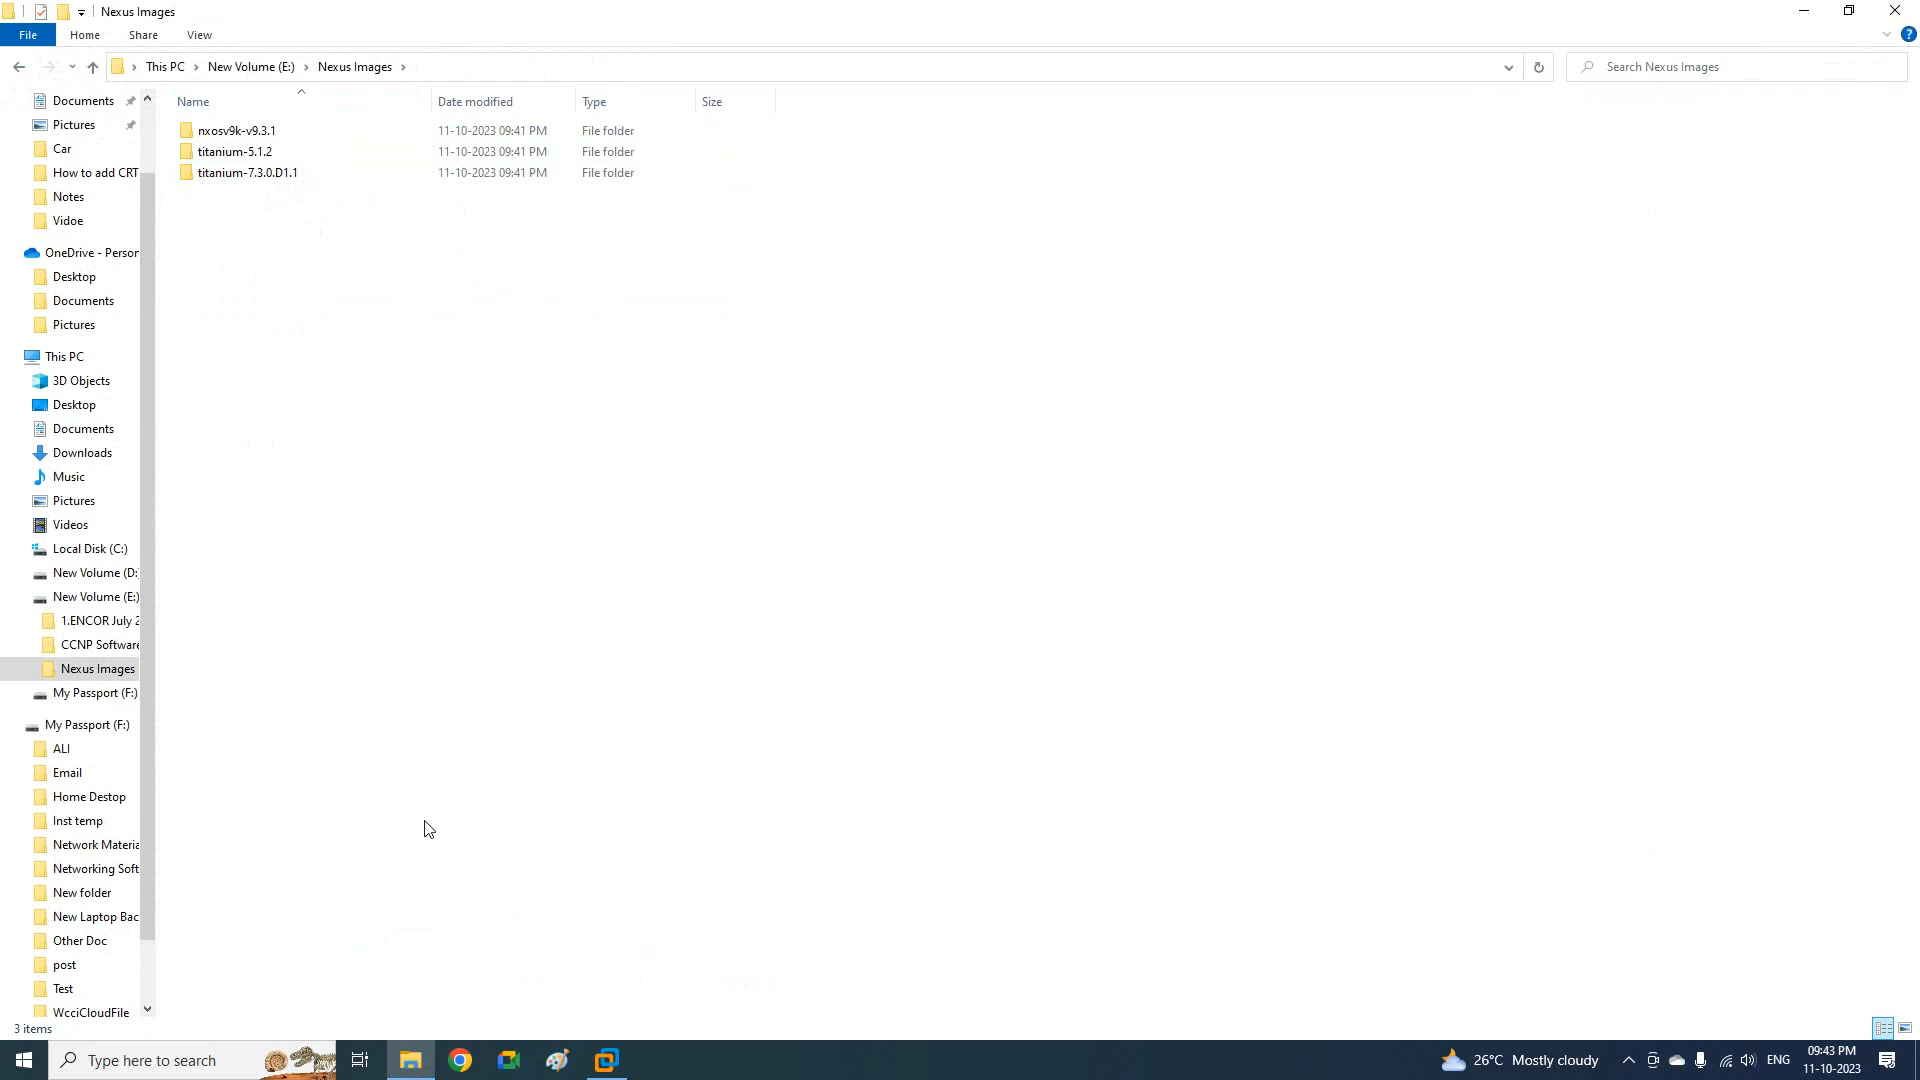 Nexus Images
File Home Share View
This PC New Volume (E:) Nexus Images
Search Nexus Images
Name Date modified Type Size
nxosv9k-v9.3.1 11-10-2023 09:41 PM File folder
titanium-5.1.2 11-10-2023 09:41 PM File folder
titanium-7.3.0.D1.1 11-10-2023 09:41 PM File folder
Documents
Pictures
Car
How to add CRT
Notes
Vidoe
OneDrive - Person
Desktop
Documents
Pictures
This PC
3D Objects
Desktop
Documents
Downloads
Music
Pictures
Videos
Local Disk (C:)
New Volume (D:
New Volume (E:)
1.ENCOR July 2
CCNP Software
Nexus Images
My Passport (F:)
My Passport (F:)
ALI
Email
Home Destop
Inst temp
Network Materia
Networking Soft
New folder
New Laptop Bac
Other Doc
post
Test
WcciCloudFile
3 items
Type here to search
26°C Mostly cloudy
ENG
09:43 PM
11-10-2023